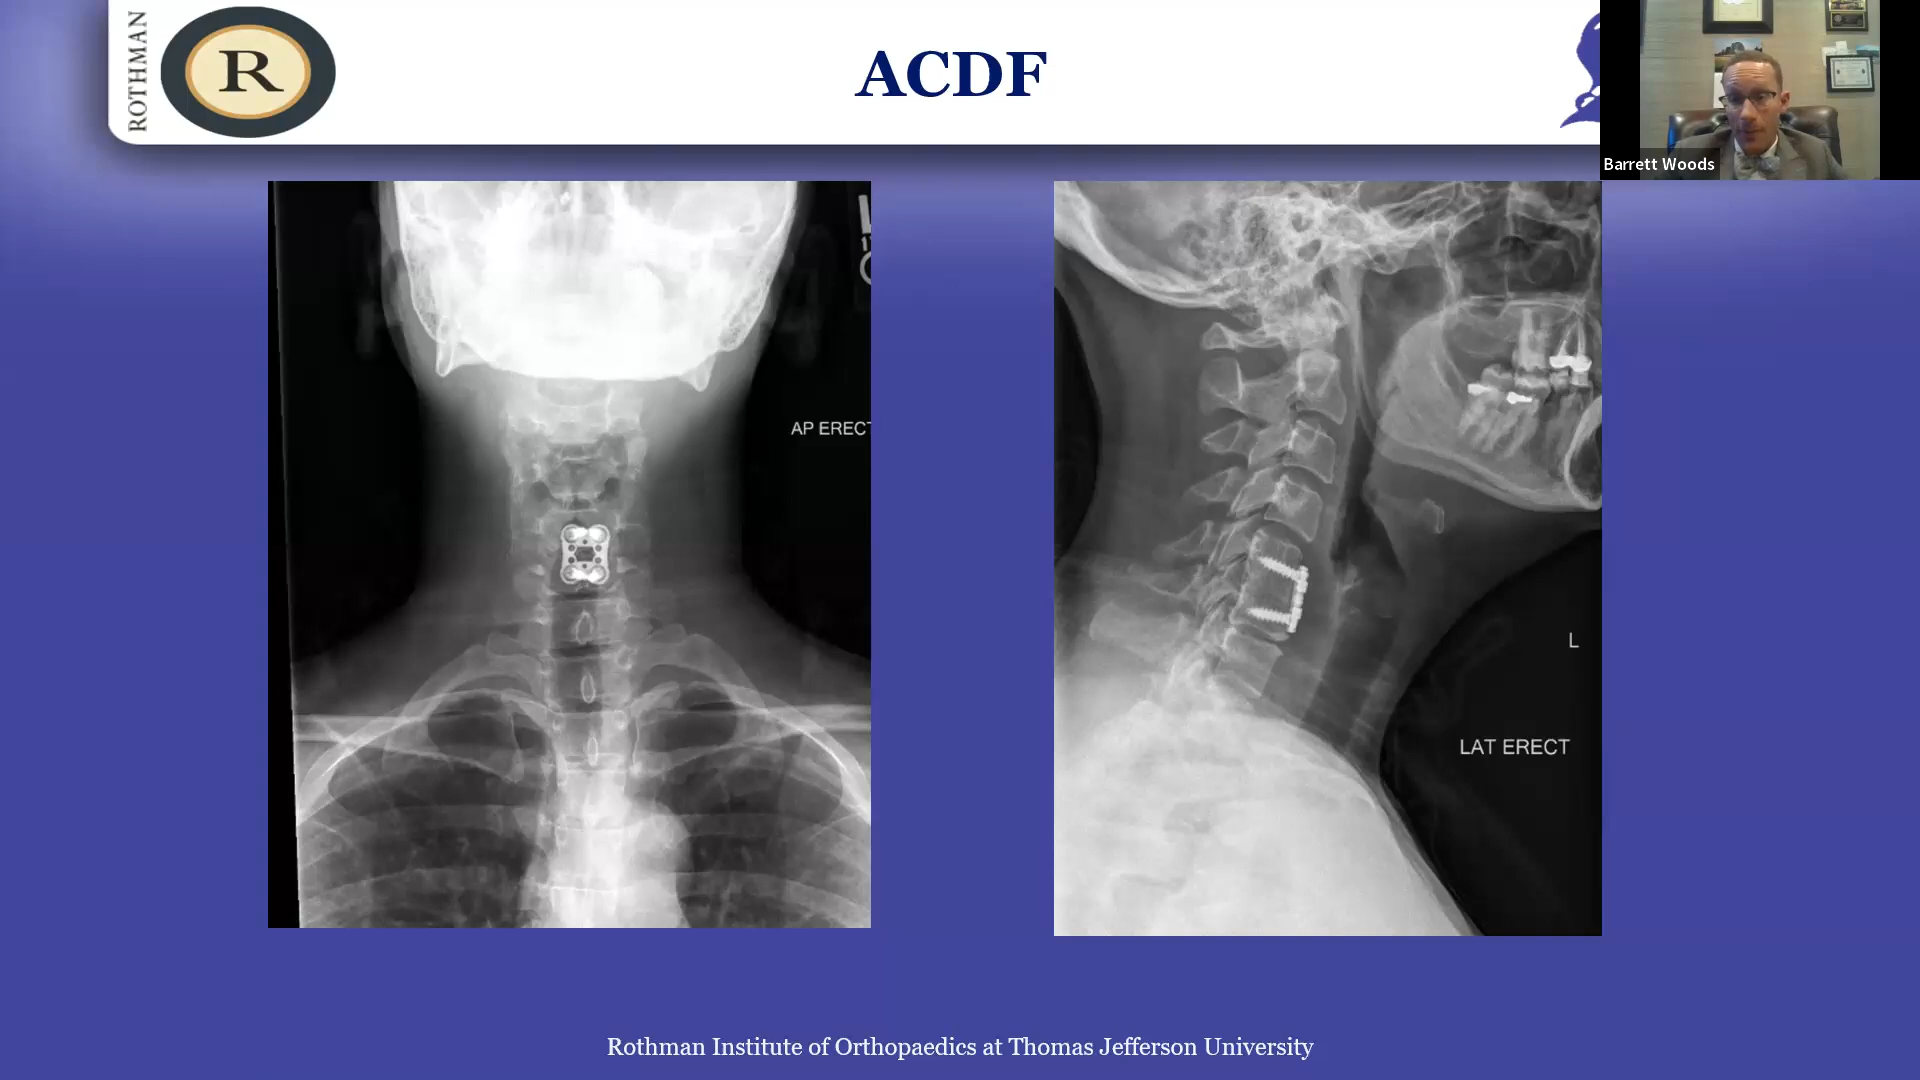 ROTHMAN
R
ACDF
Barrett Woods
AP ERECT
L
LAT ERECT
Rothman Institute of Orthopaedics at Thomas Jefferson University